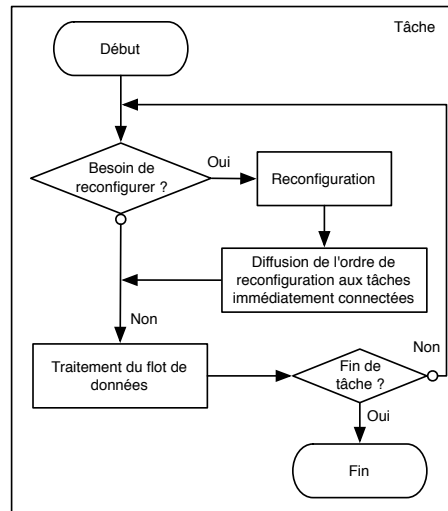 Tâche
Début
Besoin de
reconfigurer ?
Oui
Reconfiguration
Diffusion de l'ordre de
reconfiguration aux tâches
immédiatement connectées
Non
Traitement du flot de
données
Fin de
tâche ?
Non
Oui
Fin